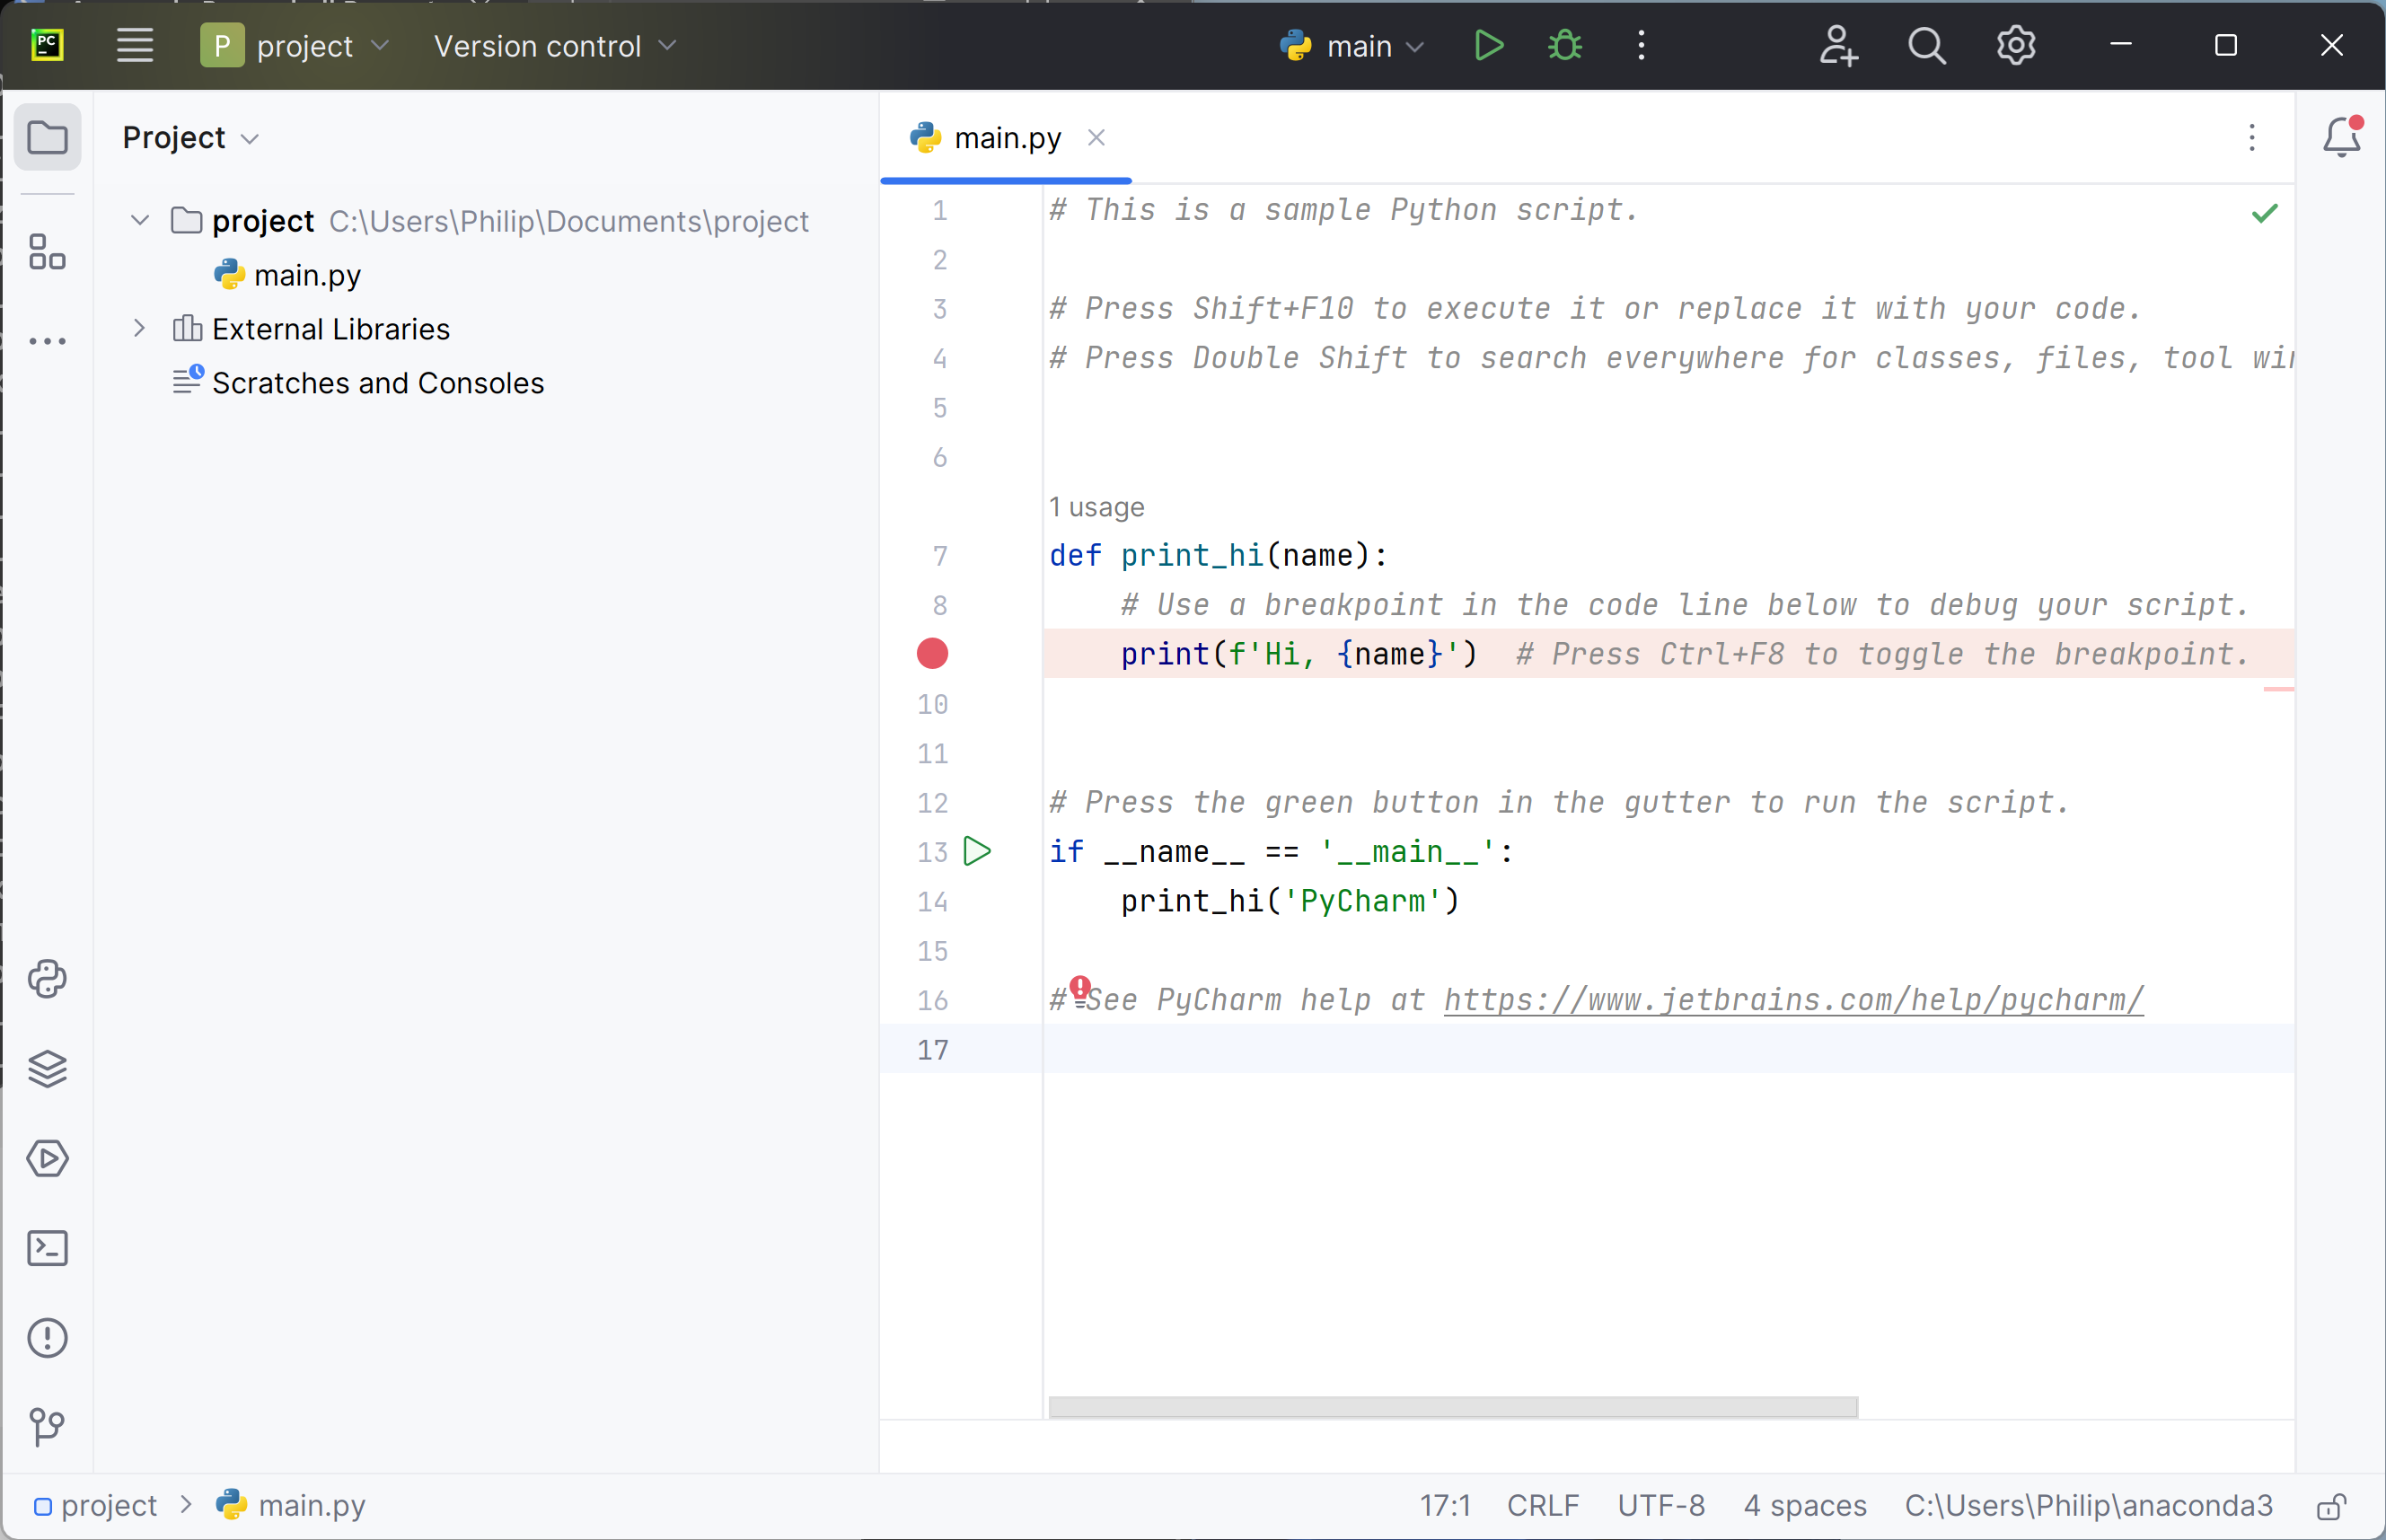 PC
P project Version control main
Project
main.py
project C:\Users\Philip\Documents\project
main.py
External Libraries
Scratches and Consoles
1 # This is a sample Python script.
2
3 # Press Shift+F10 to execute it or replace it with your code.
4 # Press Double Shift to search everywhere for classes, files, tool
5
6
1 usage
7 def print_hi(name):
8 # Use a breakpoint in the code line below to debug your script.
print(f'Hi, {name}') # Press Ctrl+F8 to toggle the breakpoint.
10
11
12 # Press the green button in the gutter to run the script.
13 if __name__ == '__main__':
14 print_hi('PyCharm')
15
16 # See PyCharm help at https://www.jetbrains.com/help/pycharm/
17
project > main.py 17:1 CRLF UTF-8 4 spaces C:\Users\Philip\anaconda3